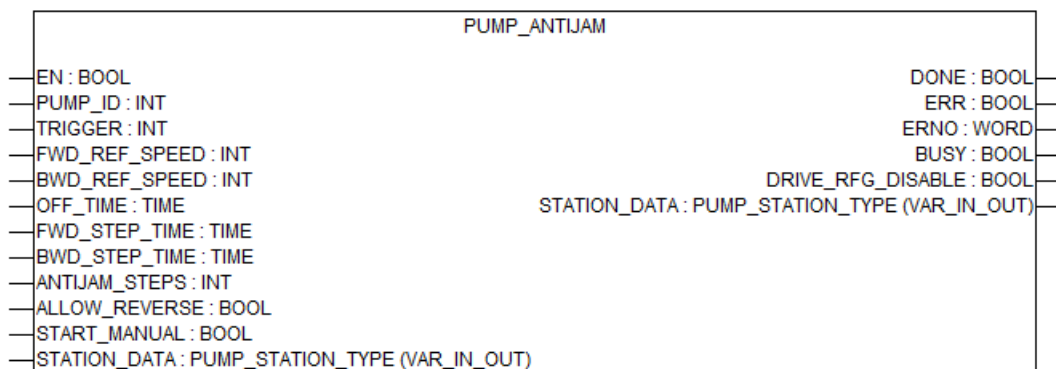 PUMP_ANTIJAM
EN : BOOL DONE : BOOL
PUMP_ID : INT ERR : BOOL
TRIGGER : INT ERNO : WORD
FWD_REF_SPEED : INT BUSY : BOOL
BWD_REF_SPEED : INT DRIVE_RFG_DISABLE : BOOL
OFF_TIME : TIME STATION_DATA : PUMP_STATION_TYPE (VAR_IN_OUT)
FWD_STEP_TIME : TIME
BWD_STEP_TIME : TIME
ANTIJAM_STEPS : INT
ALLOW_REVERSE : BOOL
START_MANUAL : BOOL
STATION_DATA : PUMP_STATION_TYPE (VAR_IN_OUT)